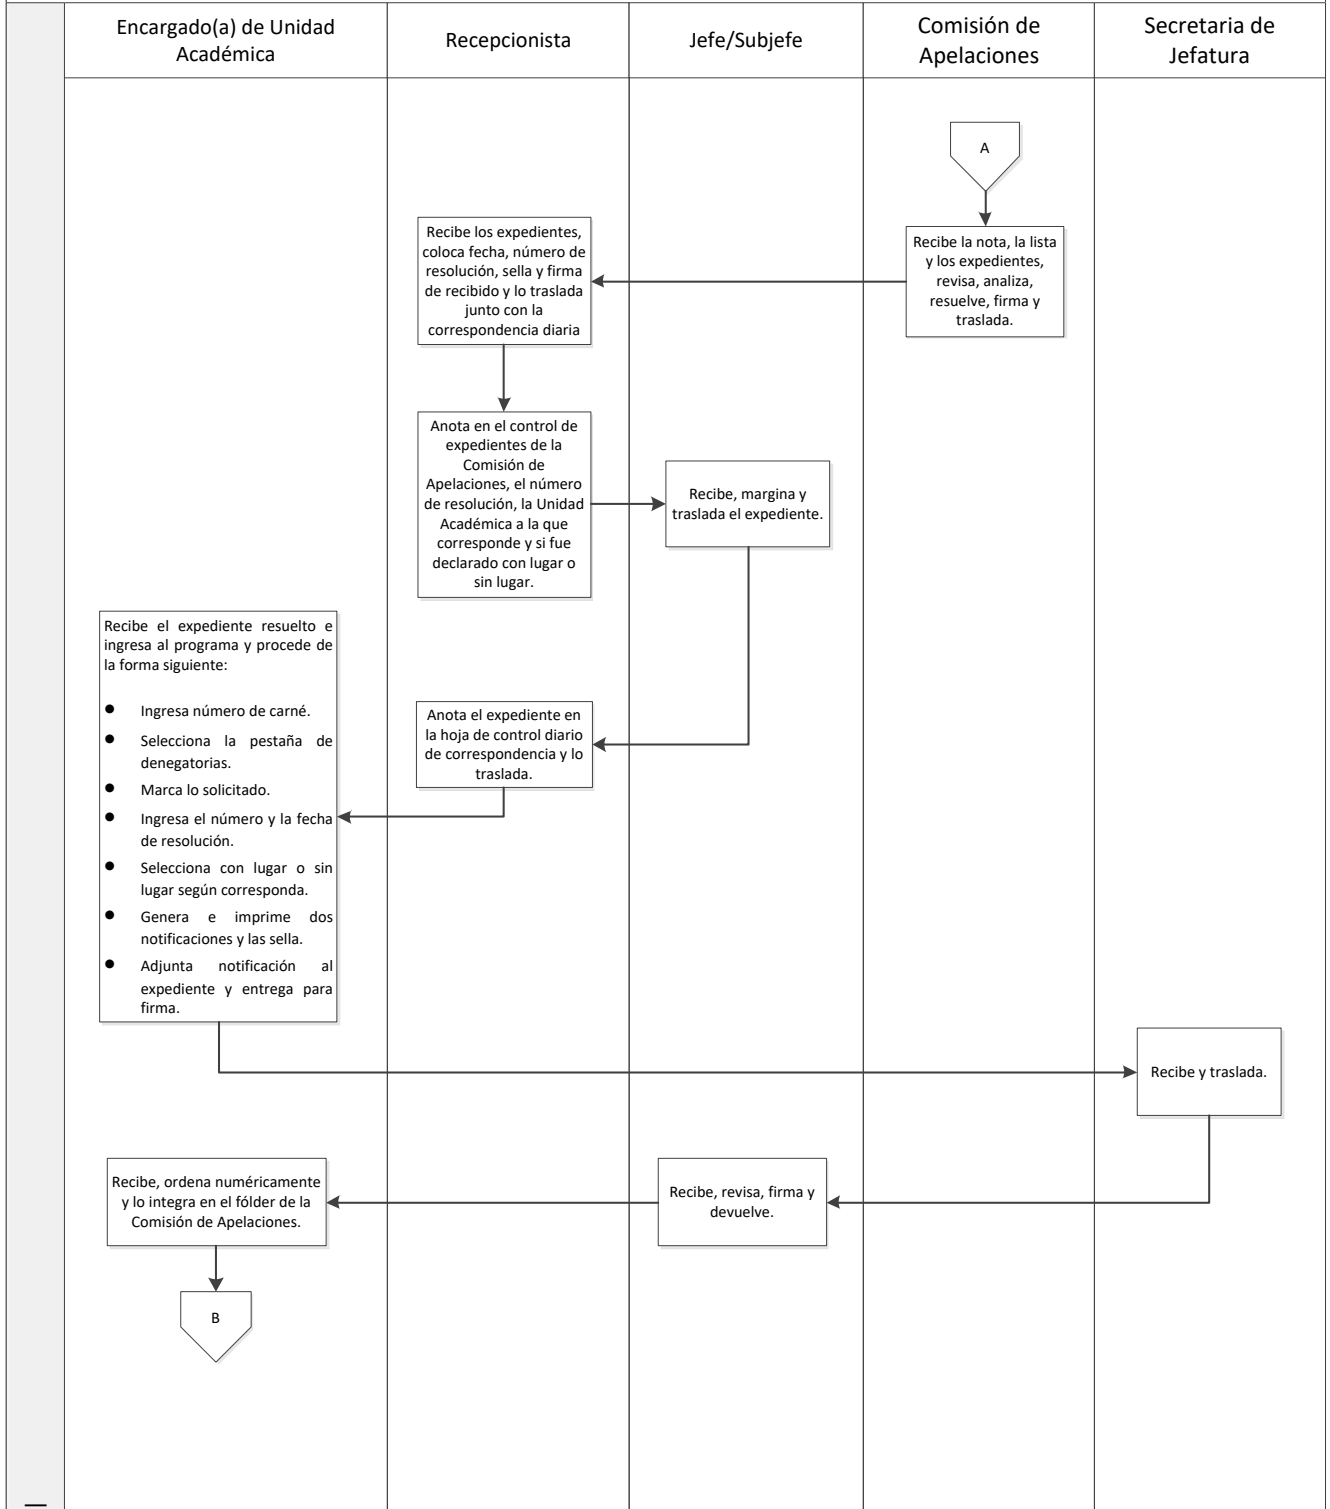 Encargado(a) de Unidad
Académica
Recepcionista
Jefe/Subjefe
Comisión de
Apelaciones
Secretaria de
Jefatura
A
Recibe la nota, la lista
y los expedientes,
revisa, analiza,
resuelve, firma y
traslada.
Recibe los expedientes,
coloca fecha, número de
resolución, sella y firma
de recibido y lo traslada
junto con la
correspondencia diaria
Anota en el control de
expedientes de la
Comisión de
Apelaciones, el número
de resolución, la Unidad
Académica a la que
corresponde y si fue
declarado con lugar o
sin lugar.
Recibe, margina y
traslada el expediente.
Anota el expediente en
la hoja de control diario
de correspondencia y lo
traslada.
Recibe el expediente resuelto e
ingresa al programa y procede de
la forma siguiente:
● Ingresa número de carné.
● Selecciona la pestaña de
denegatorias.
● Marca lo solicitado.
● Ingresa el número y la fecha
de resolución.
● Selecciona con lugar o sin
lugar según corresponda.
● Genera e imprime dos
notificaciones y las sella.
● Adjunta notificación al
expediente y entrega para
firma.
Recibe y traslada.
Recibe, revisa, firma y
devuelve.
Recibe, ordena numéricamente
y lo integra en el fólder de la
Comisión de Apelaciones.
B